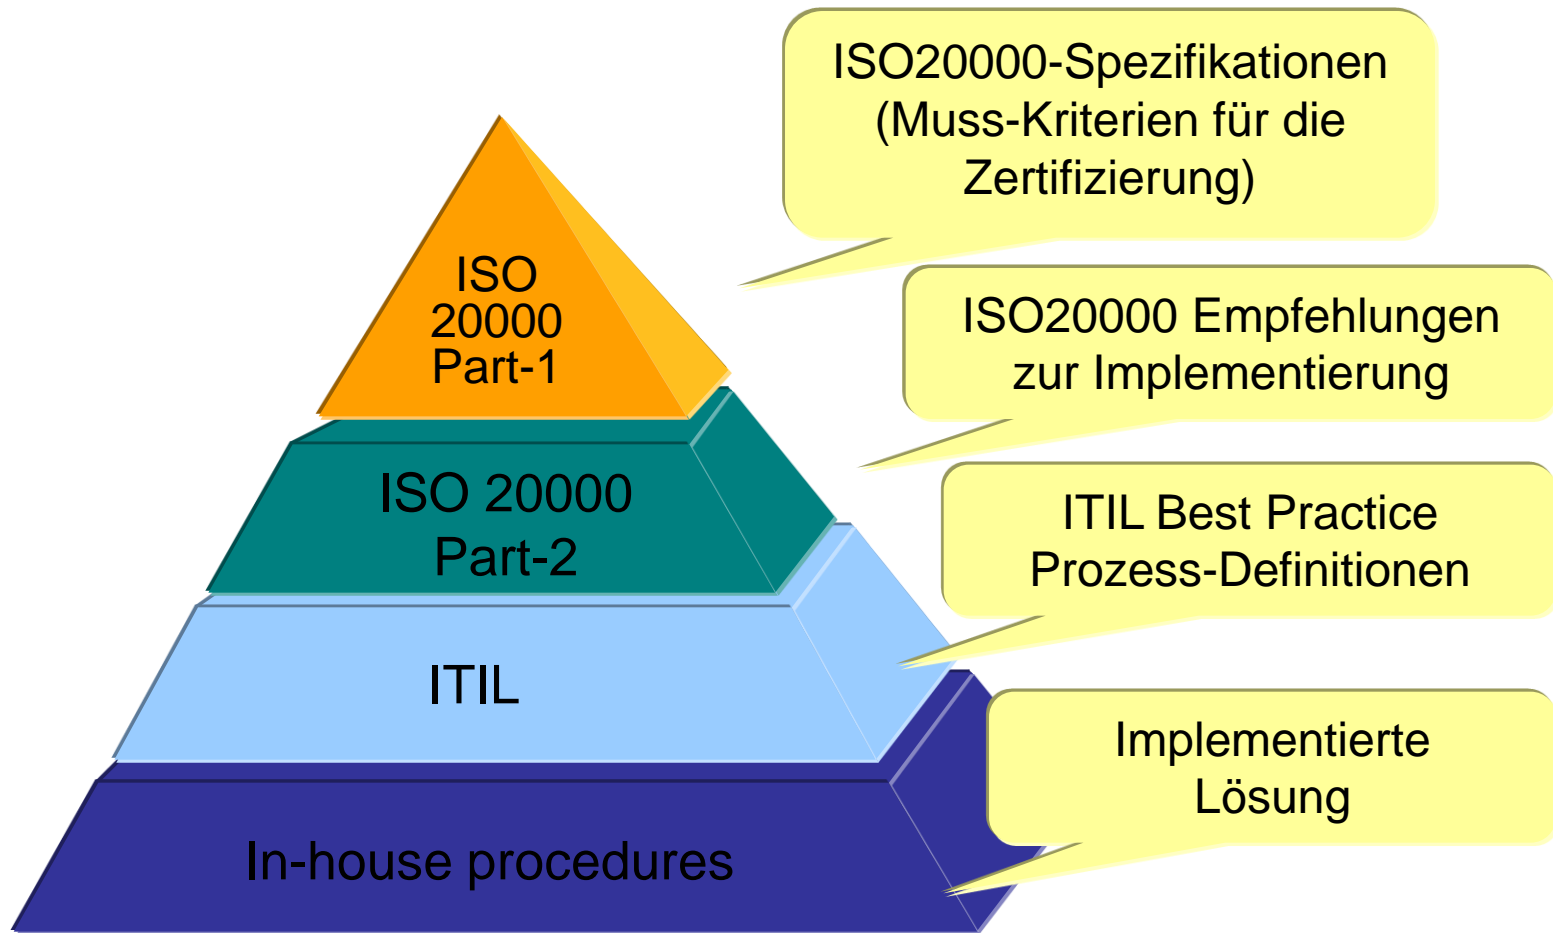 ISO20000-Spezifikationen
(Muss-Kriterien für die
Zertifizierung)
ISO
20000
Part-1
ISO20000 Empfehlungen
zur Implementierung
ISO 20000
Part-2
ITIL Best Practice
Prozess-Definitionen
ITIL
Implementierte
Lösung
In-house procedures